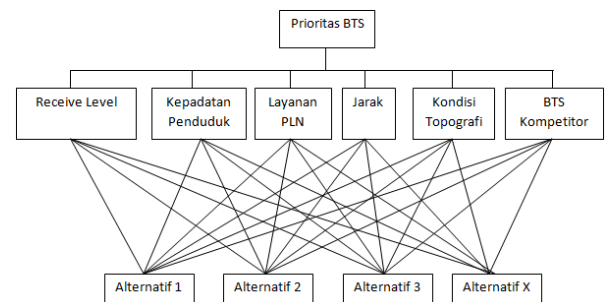 Prioritas BTS
Receive Level
Kepadatan
Penduduk
Layanan
PLN
Jarak
Kondisi
Topografi
BTS
Kompetitor
Alternatif 1
Alternatif 2
Alternatif 3
Alternatif X